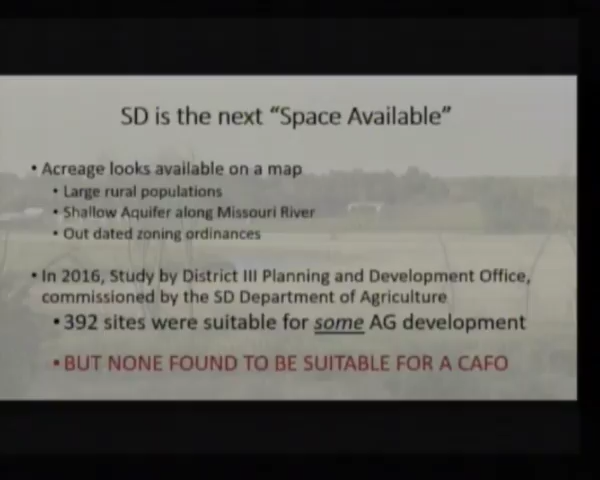 SD is the next “Space Available”
• Acreage looks available on a map
• Large rural populations
• Shallow Aquifer along Missouri River
• Out dated zoning ordinances
• In 2016, Study by District III Planning and Development Office,
commissioned by the SD Department of Agriculture
• 392 sites were suitable for some AG development
• BUT NONE FOUND TO BE SUITABLE FOR A CAFO